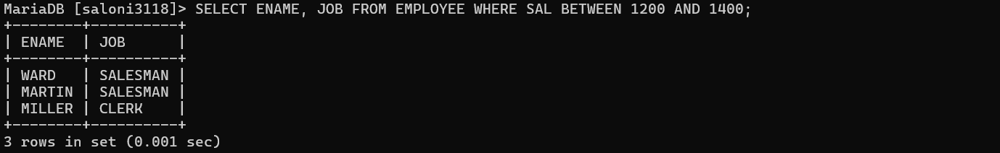 MariaDB [saloni3118]> SELECT ENAME, JOB FROM EMPLOYEE WHERE SAL BETWEEN 1200 AND 1400;
+--------+----------+
| ENAME  | JOB      |
+--------+----------+
| WARD   | SALESMAN |
| MARTIN | SALESMAN |
| MILLER | CLERK    |
+--------+----------+
3 rows in set (0.001 sec)